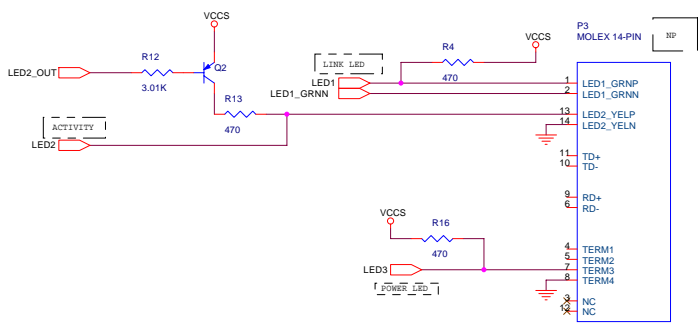 VCCS
P3
MOLEX 14-PIN
NP
R12
LED2_OUT
3.01K
Q2
R13
470
ACTIVITY
LED2
VCCS
R4
470
LINK LED
LED1
LED1_GRNN
1 LED1_GRNP
2 LED1_GRNN
13 LED2_YELP
14 LED2_YELN
11 TD+
10 TD-
9 RD+
6 RD-
VCCS
R16
470
LED3
POWER LED
4 TERM1
5 TERM2
7 TERM3
8 TERM4
3 NC
12 NC